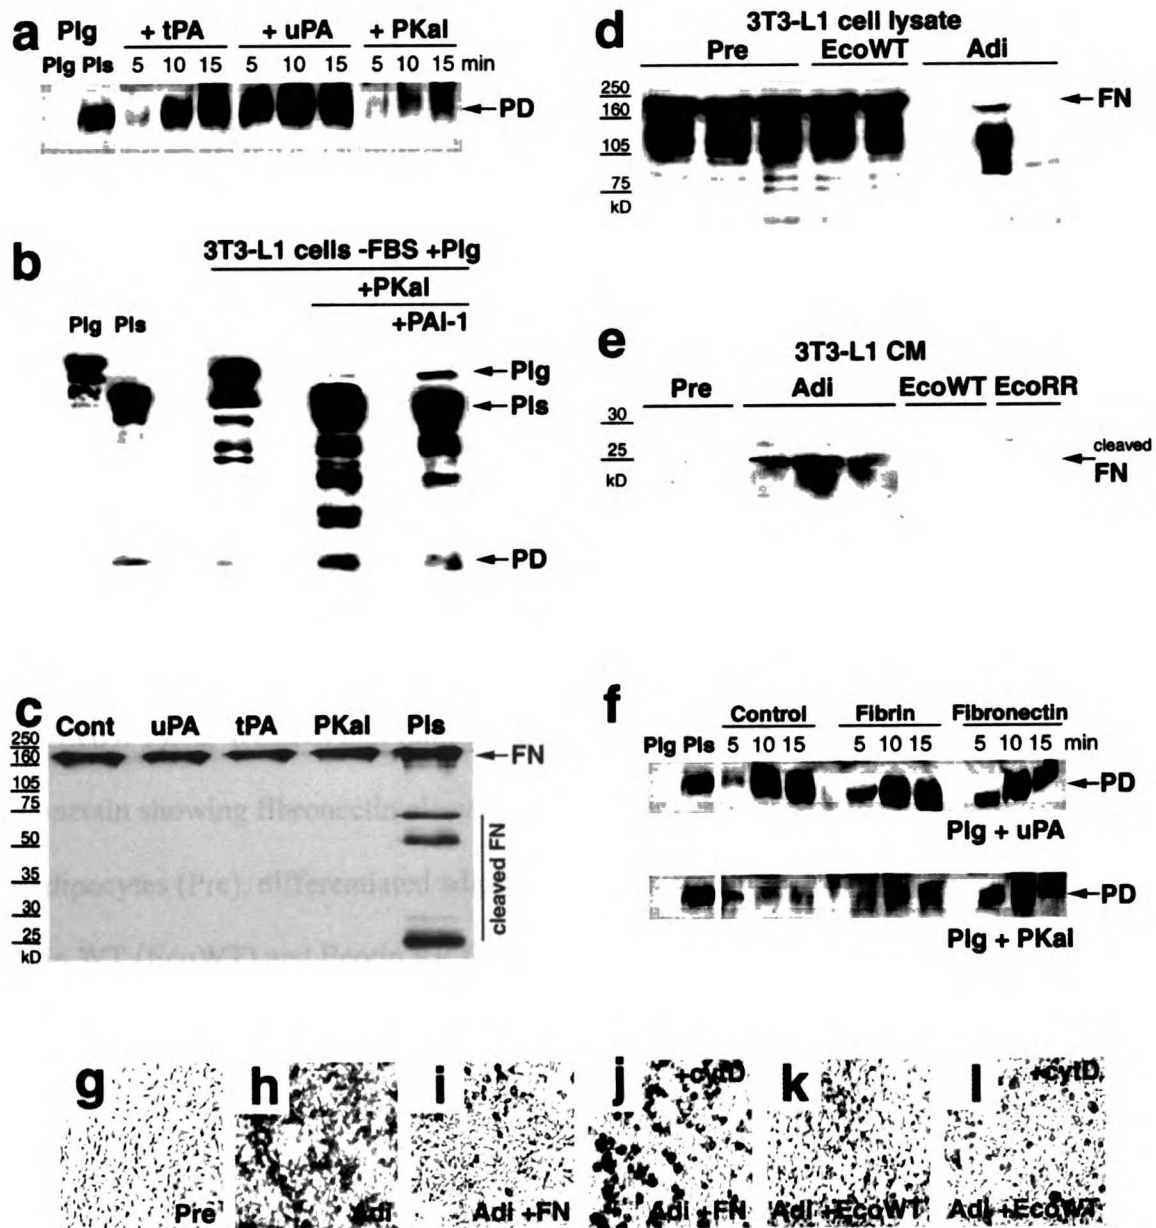 a
Plg + tPA + uPA + PKal
Plg Pls 5 10 15 5 10 15 5 10 15 min
PD
b
3T3-L1 cells -FBS +Plg
+PKal
+PAI-1
Plg Pls
Plg
Pls
PD
c
Cont uPA tPA PKal Pls
250
160
105
75
50
35
30
25
kD
FN
cleaved FN
showing fibronectin
(Pre), differentiated
d
3T3-L1 cell lysate
Pre EcoWT Adi
250
160
105
75
kD
FN
e
3T3-L1 CM
Pre Adi EcoWT EcoRR
30
25
kD
cleaved
FN
f
Control Fibrin Fibronectin
Plg Pls 5 10 15 5 10 15 5 10 15 min
PD
Plg + uPA
PD
Plg + PKal
g
Pre
h
Adi
i
Adi +FN
j
+cytD
Adi +FN
k
Adi +EcoWT
l
+cytD
Adi +EcoWT